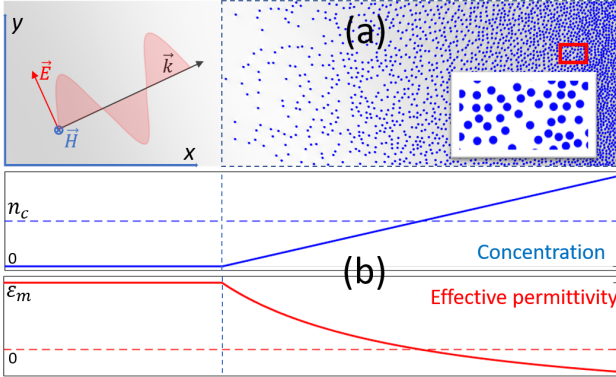 y
(a)
E⃗
k⃗
H⃗
x
n_c
0
Concentration
(b)
ε_m
Effective permittivity
0